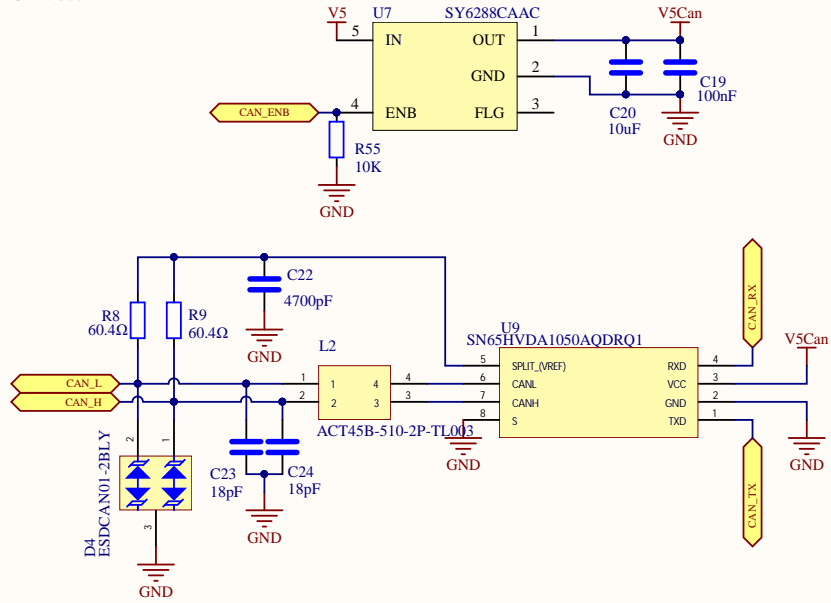 V5
U7
SY6288CAAC
V5Can
5
IN
OUT
1
GND
2
CAN_ENB
4
ENB
FLG
3
C19
100nF
C20
10uF
GND
R55
10K
GND
C22
4700pF
GND
R8
60.4Ω
R9
60.4Ω
CAN_RX
U9
SN65HVDA1050AQDRQ1
V5Can
L2
5
SPLIT_(VREF)
RXD
4
CAN_L
1
1
4
4
6
CANL
VCC
3
CAN_H
2
2
3
3
7
CANH
GND
2
8
S
TXD
1
ACT45B-510-2P-TL003
GND
GND
2
1
C23
18pF
C24
18pF
GND
3
D4
ESDCAN01-2BLY
GND
CAN_TX